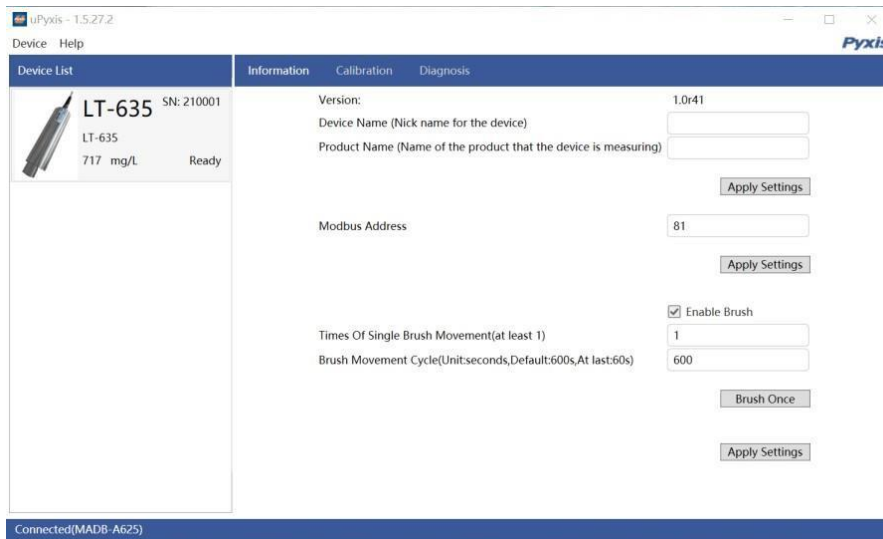 uPyxis - 1.5.27.2
Device Help
Pyxis
Device List
Information Calibration Diagnosis
LT-635 SN: 210001
LT-635
717 mg/L Ready
Version: 1.0r41
Device Name (Nick name for the device)
Product Name (Name of the product that the device is measuring)
Apply Settings
Modbus Address 81
Apply Settings
Enable Brush
Times Of Single Brush Movement(at least 1) 1
Brush Movement Cycle(Unit:seconds,Default:600s,At last:60s) 600
Brush Once
Apply Settings
Connected(MADB-A625)